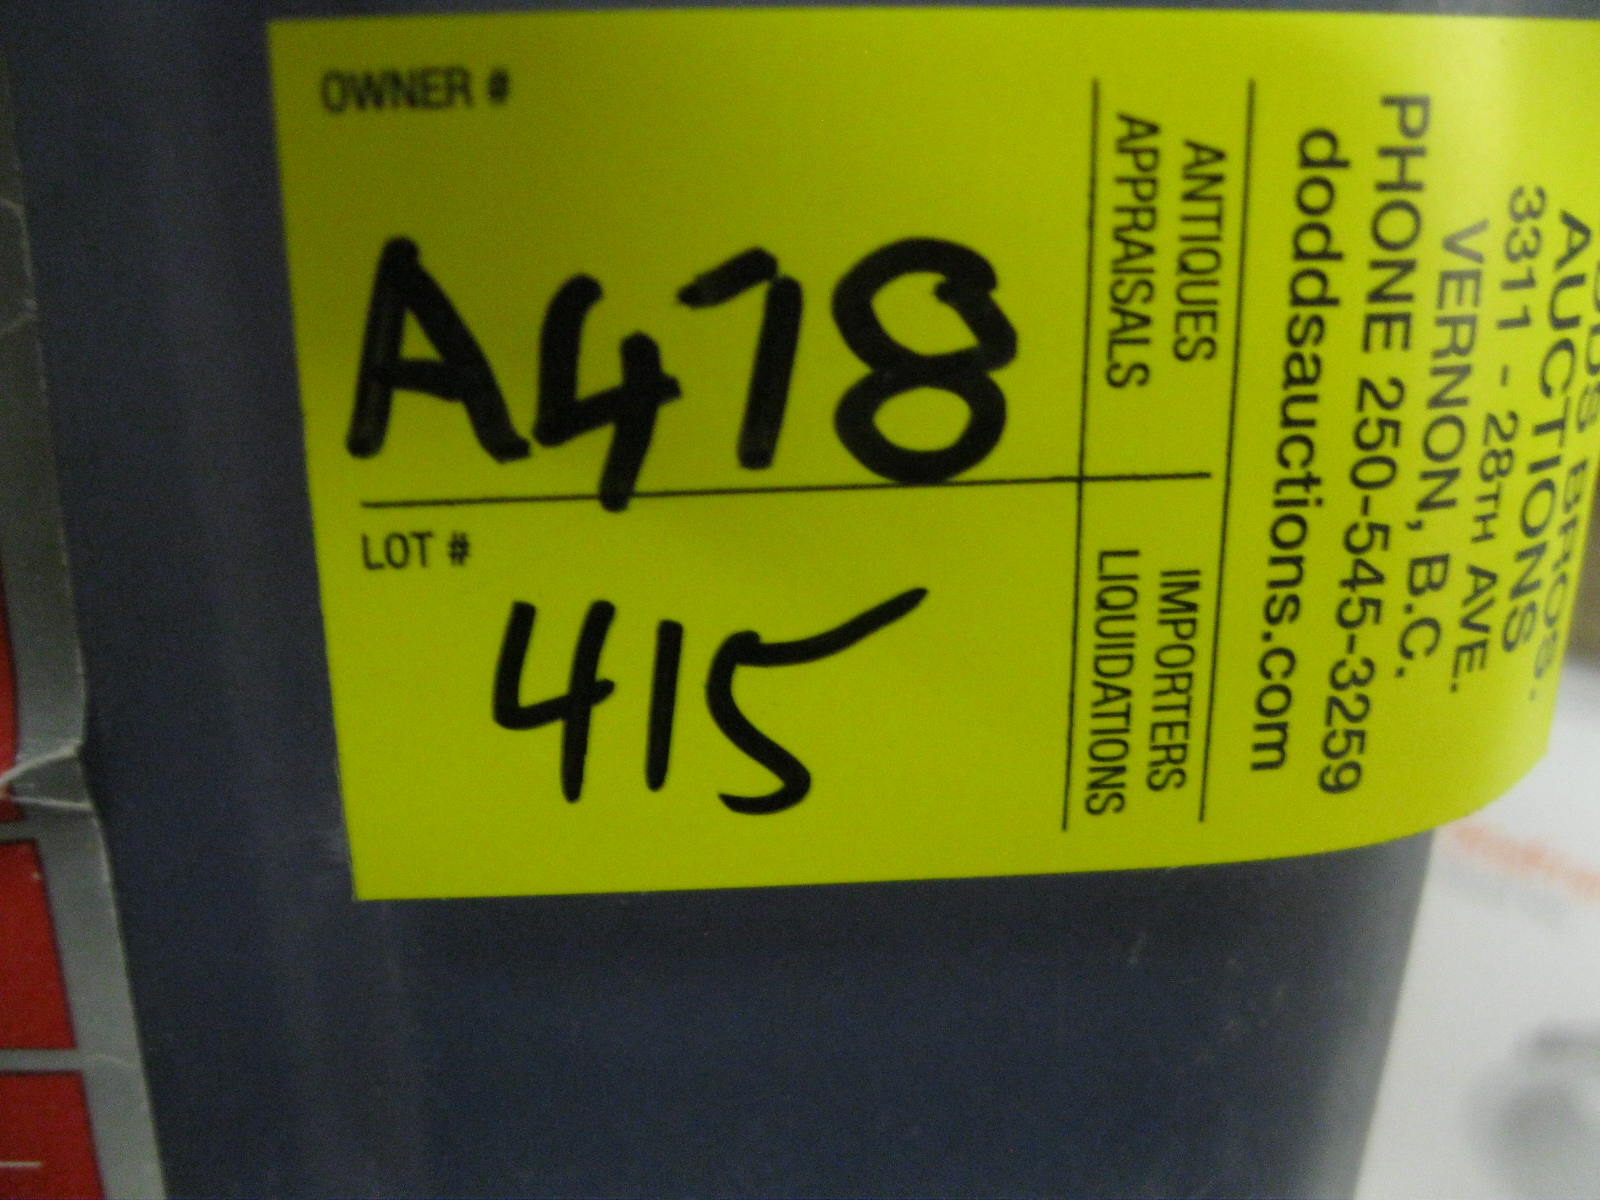 OWNER #
A478
LOT #
415
ANTIQUES
APPRAISALS
IMPORTERS
LIQUIDATIONS
BROS.
AUCTIONS
3311 - 28TH AVE.
VERNON, B.C.
PHONE 250-545-3259
doddsauctions.com